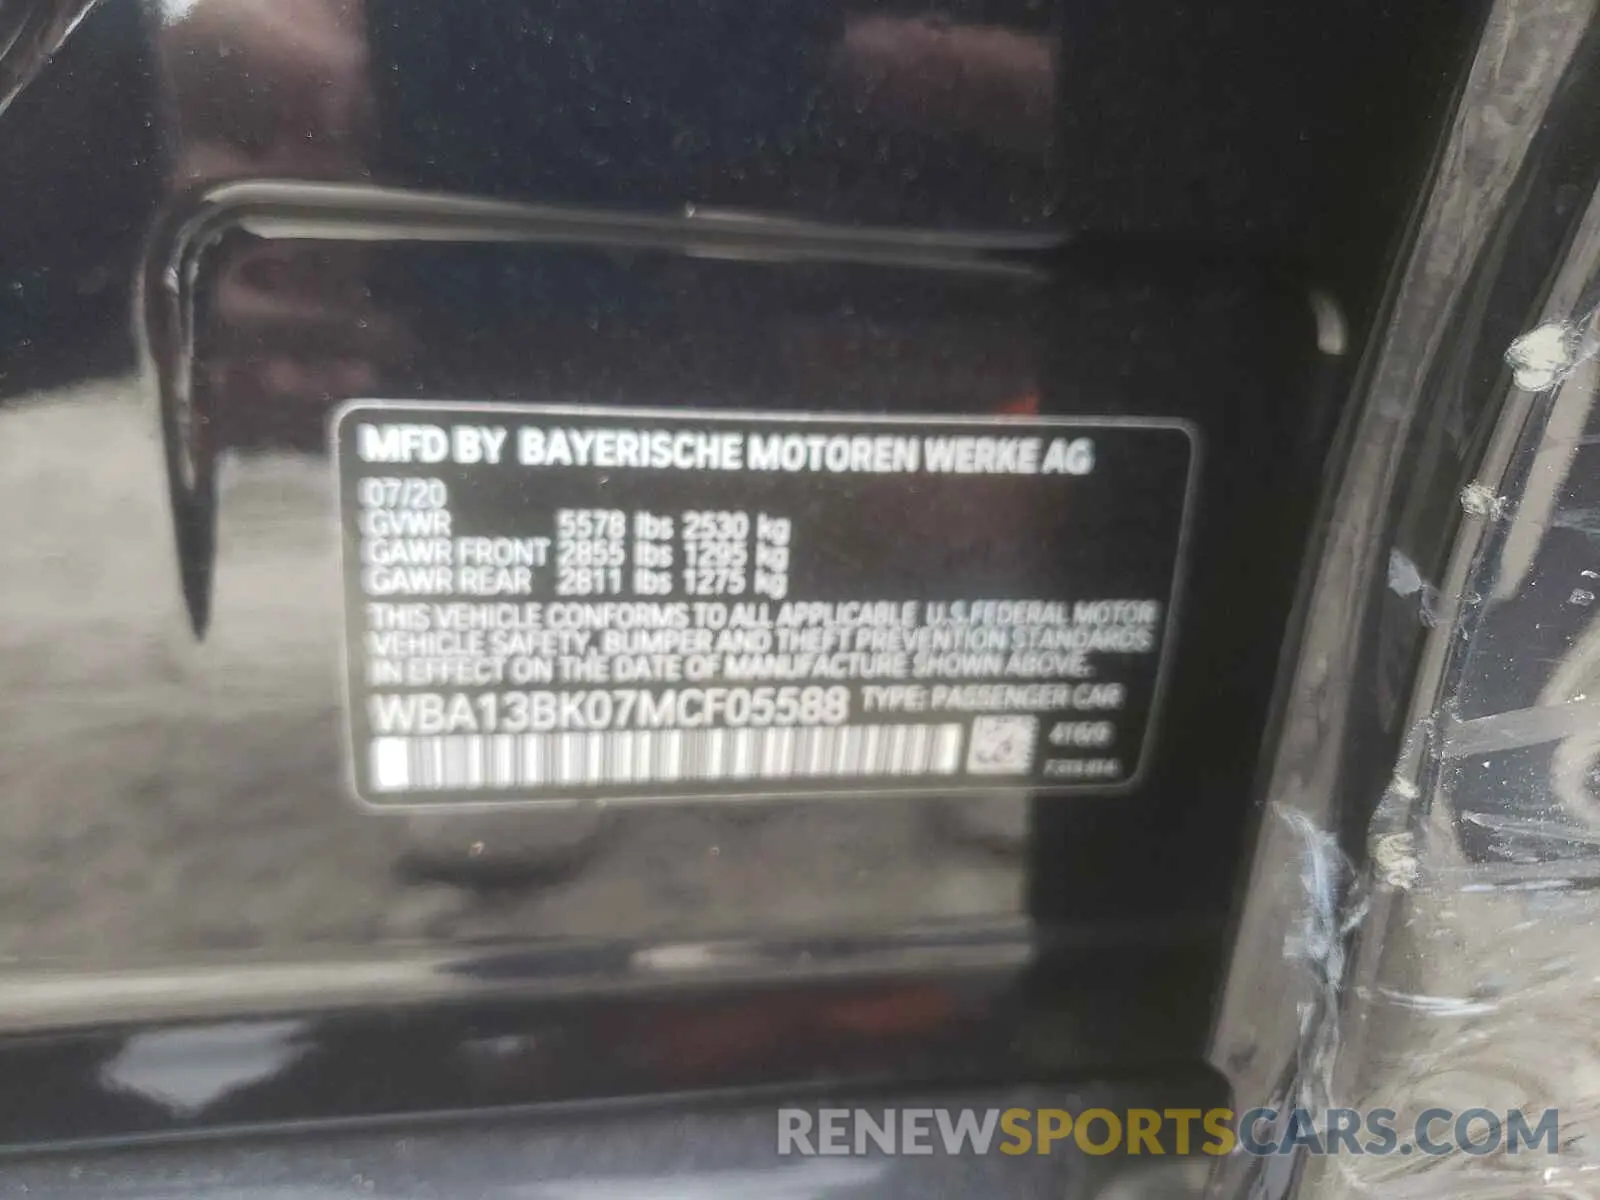 MFD BY BAYERISCHE MOTOREN WERKE AG
07/20
GVWR 5578 lbs 2530 kg
GAWR FRONT 2855 lbs 1295 kg
GAWR REAR 2811 lbs 1275 kg
THIS VEHICLE CONFORMS TO ALL APPLICABLE U.S.FEDERAL MOTOR
VEHICLE SAFETY, BUMPER AND THEFT PREVENTION STANDARDS
IN EFFECT ON THE DATE OF MANUFACTURE SHOWN ABOVE.
WBA13BK07MCF05588 TYPE: PASSENGER CAR
RENEWSPORTSCARS.COM